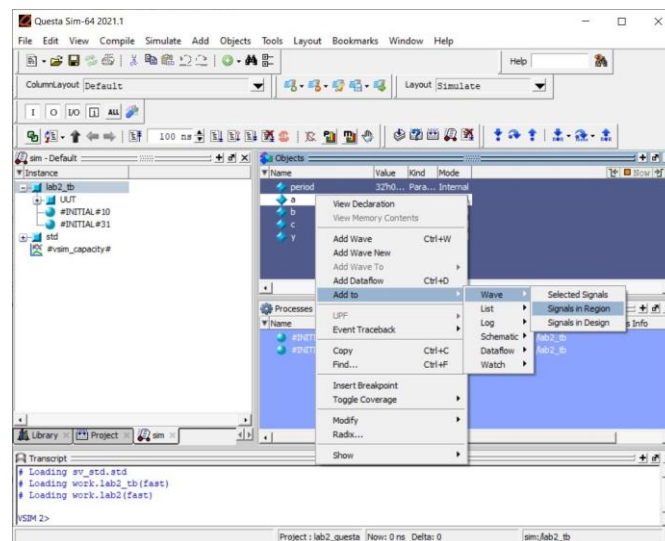 Questa Sim-64 2021.1
File Edit View Compile Simulate Add Objects Tools Layout Bookmarks Window Help
Help
ColumnLayout Default
Layout Simulate
I O I/O ALL
100 ns
sim - Default
Objects
Instance
Name Value Kind Mode
Now
lab2_tb
UUT
#INITIAL#10
#INITIAL#31
std
#vsim_capacity#
period 32'h0... Para... Internal
a
b
c
y
View Declaration
View Memory Contents
Add Wave Ctrl+W
Add Wave New
Add Wave To
Add Dataflow Ctrl+D
Add to
Wave
Selected Signals
List
Signals in Region
Log
Signals in Design
Schematic
Dataflow
Watch
UPF
Event Traceback
Copy Ctrl+C
Find... Ctrl+F
Insert Breakpoint
Toggle Coverage
Modify
Radix...
Show
Processes
Name
s Info
/lab2_tb
/lab2_tb
Library Project sim
Transcript
# Loading sv_std.std
# Loading work.lab2_tb(fast)
# Loading work.lab2(fast)
VSIM 2>
Project : lab2_questa Now: 0 ns Delta: 0 sim:/lab2_tb